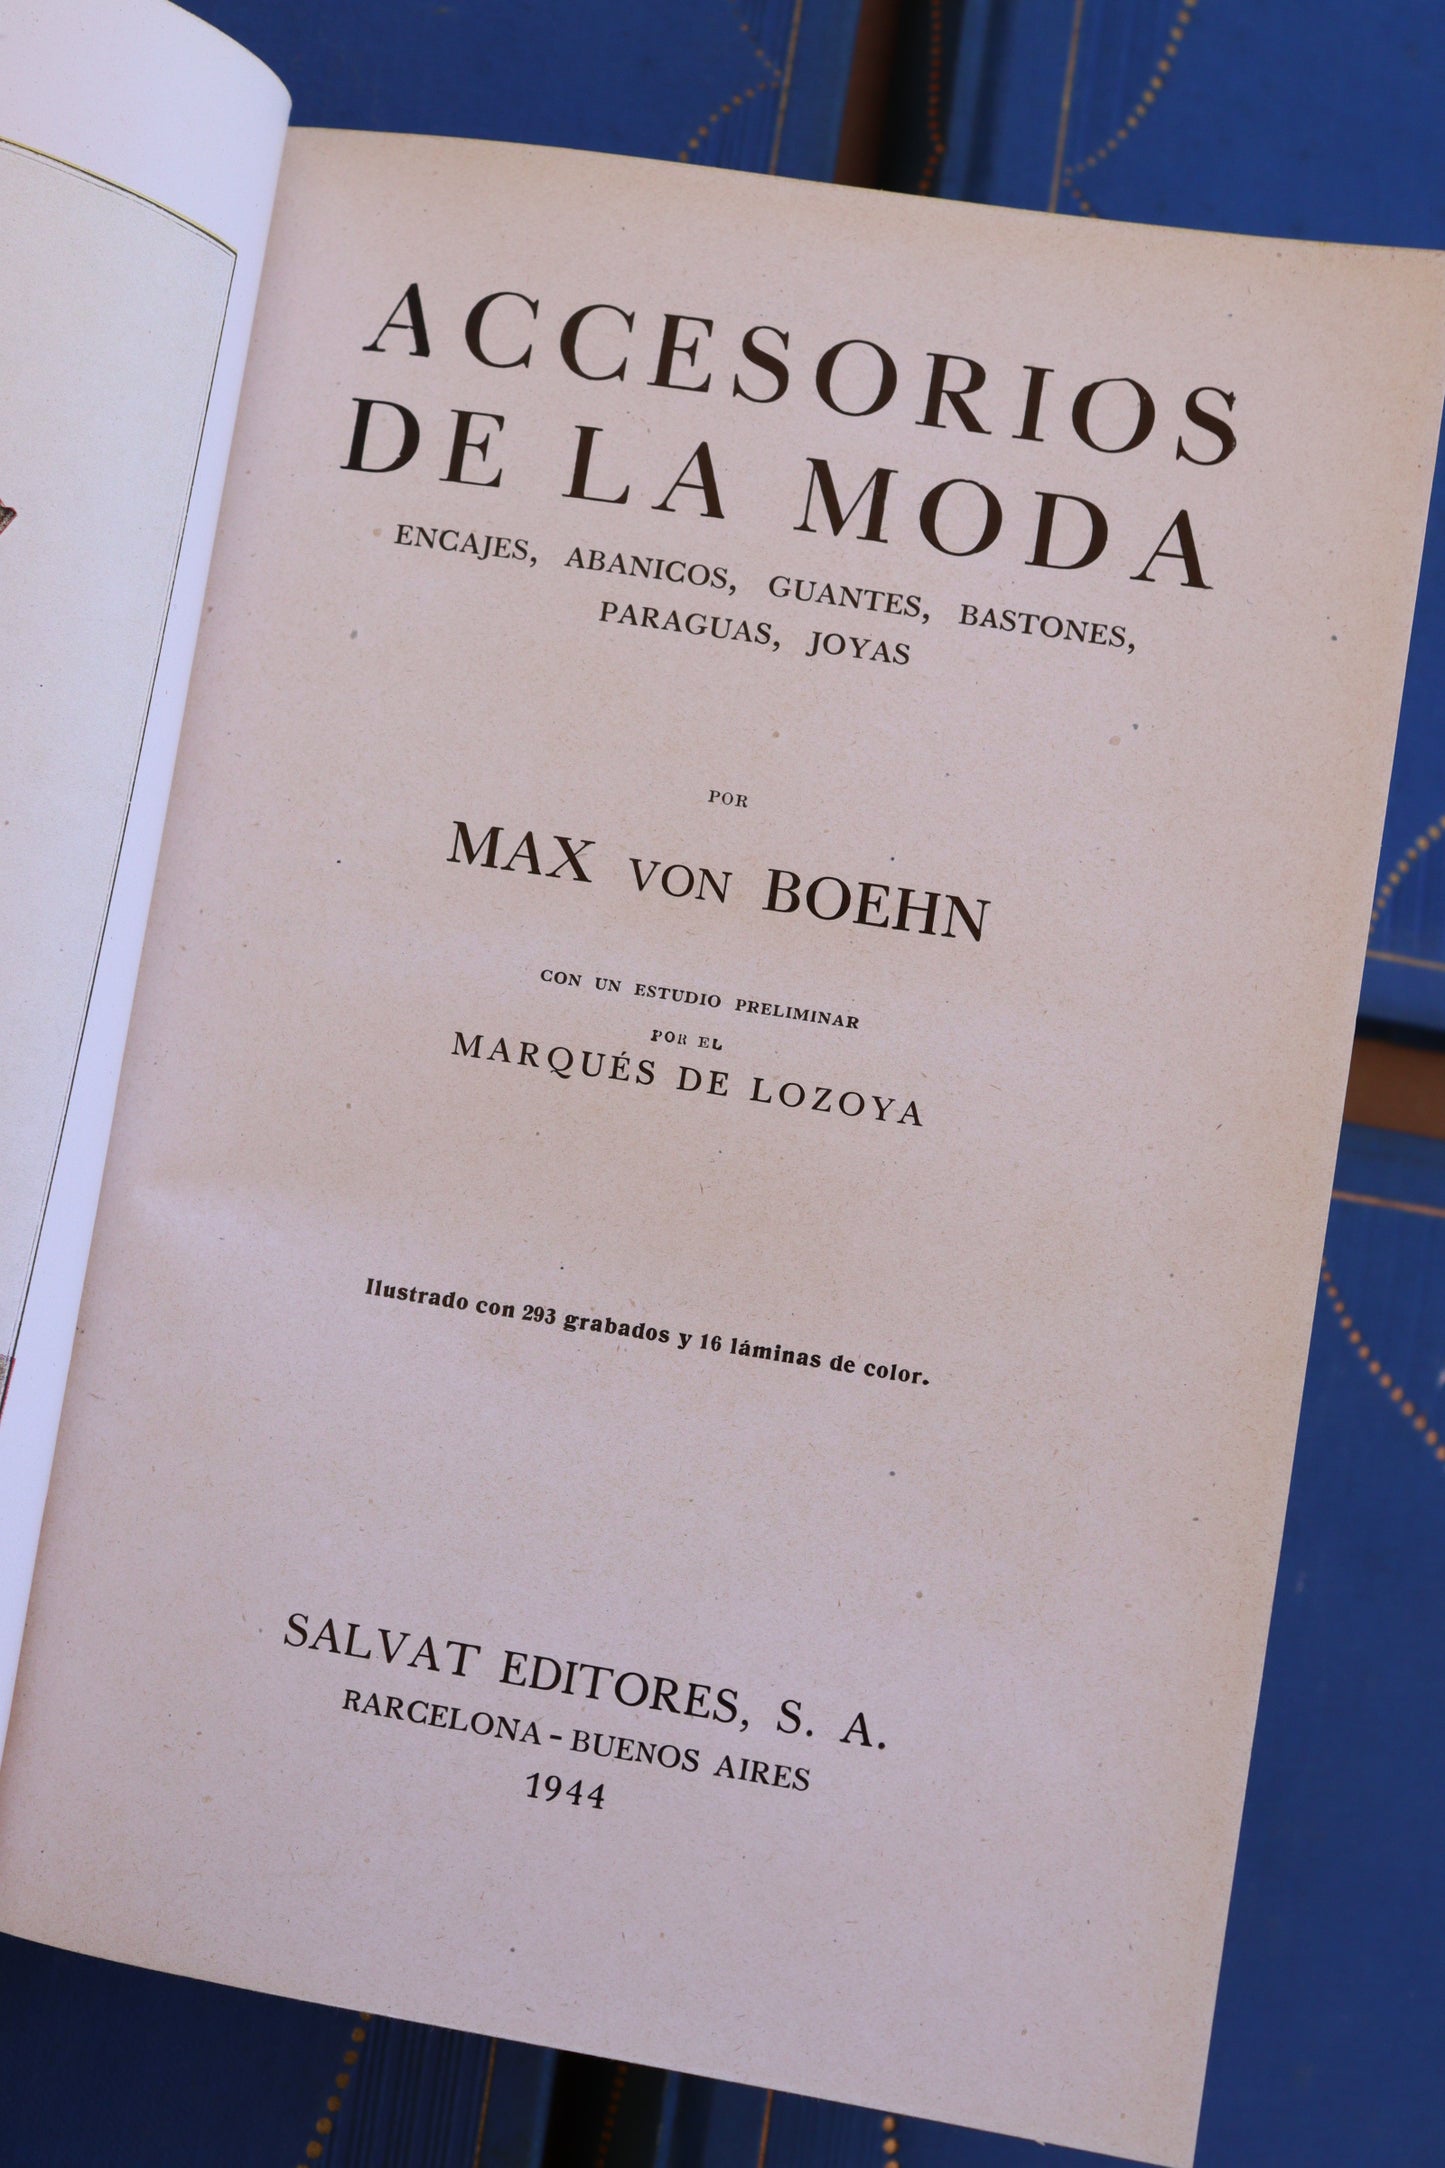 ACCESORIOS
DE LA MODA
ENCAJES, ABANICOS, GUANTES, BASTONES,
PARAGUAS, JOYAS
POR
MAX VON BOEHN
CON UN ESTUDIO PRELIMINAR
POR EL
MARQUÉS DE LOZOYA
Ilustrado con 293 grabados y 16 láminas de color.
SALVAT EDITORES, S. A.
RARCELONA - BUENOS AIRES
1944